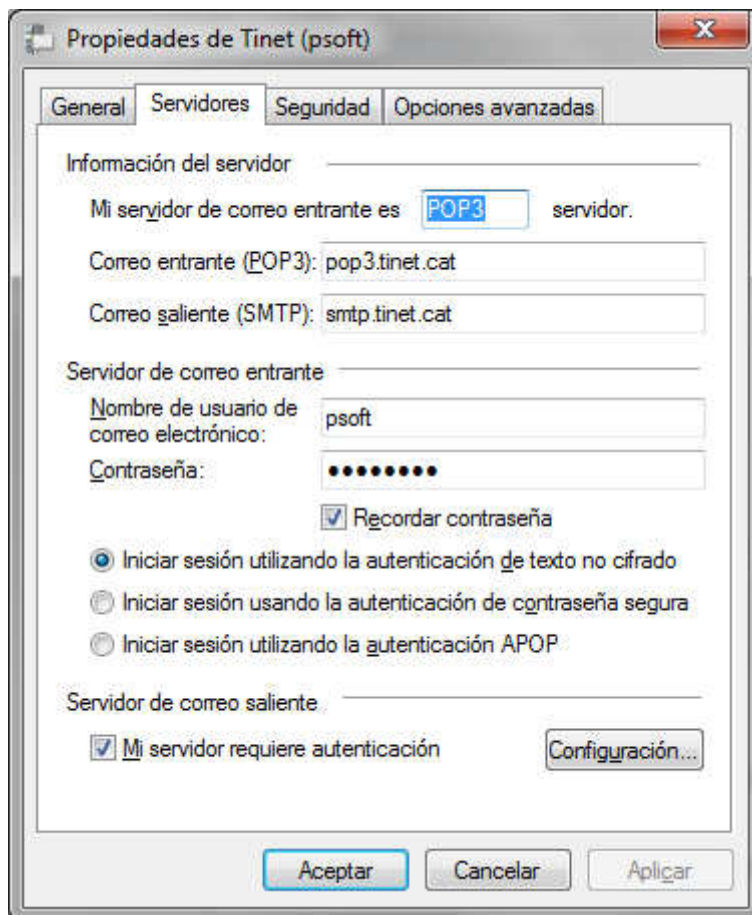 Propiedades de Tinet (psoft)
General Servidores Seguridad Opciones avanzadas
Información del servidor
Mi servidor de correo entrante es POP3 servidor.
Correo entrante (POP3): pop3.tinet.cat
Correo saliente (SMTP): smtp.tinet.cat
Servidor de correo entrante
Nombre de usuario de
correo electrónico: psoft
Contraseña: ●●●●●●●●
Recordar contraseña
Iniciar sesión utilizando la autenticación de texto no cifrado
Iniciar sesión usando la autenticación de contraseña segura
Iniciar sesión utilizando la autenticación APOP
Servidor de correo saliente
Mi servidor requiere autenticación Configuración...
Aceptar Cancelar Aplicar